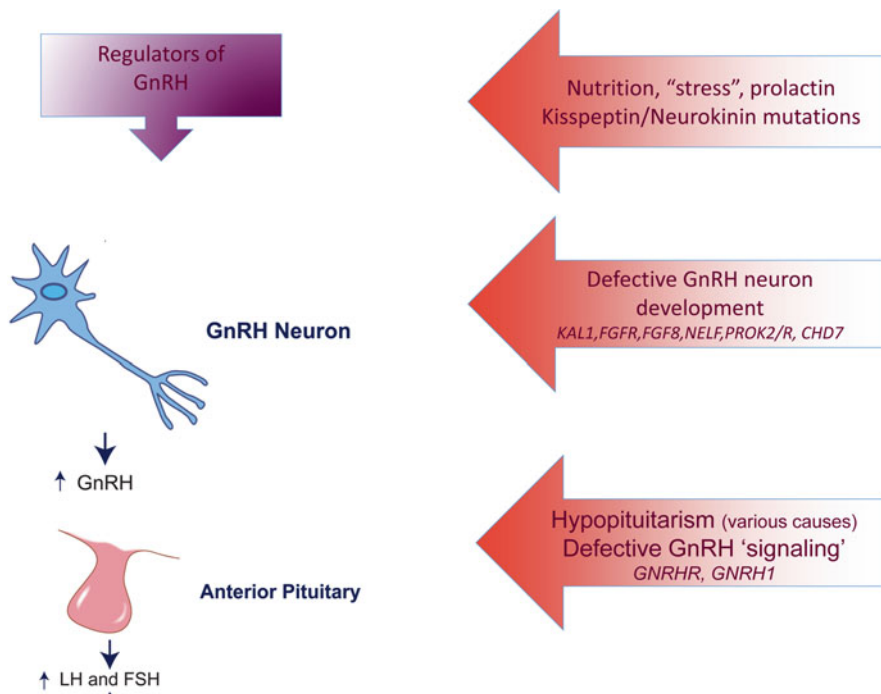 Regulators of
GnRH
Nutrition, “stress”, prolactin
Kisspeptin/Neurokinin mutations
GnRH Neuron
Defective GnRH neuron
development
KAL1,FGFR,FGF8,NELF,PROK2/R, CHD7
↑ GnRH
Hypopituitarism (various causes)
Defective GnRH ‘signaling’
GNRHR, GNRH1
Anterior Pituitary
↑ LH and FSH